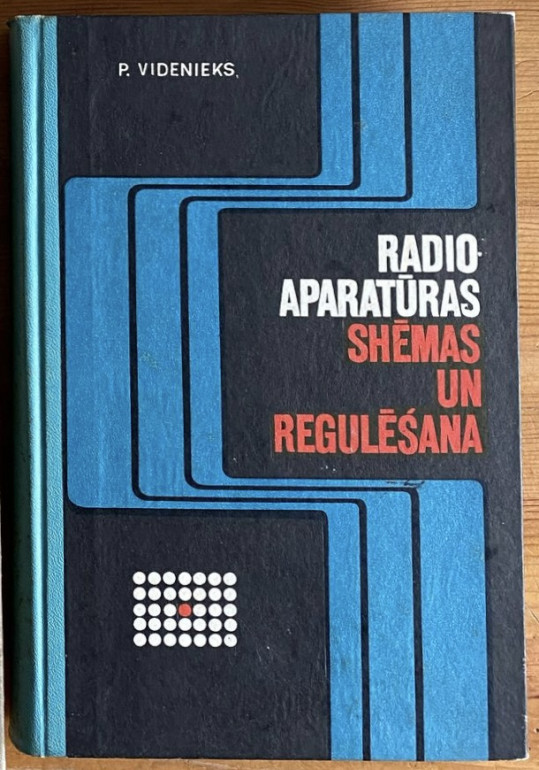 P. VIDENIEKS
RADIO-
APARATŪRAS
SHĒMAS
UN
REGULĒŠANA